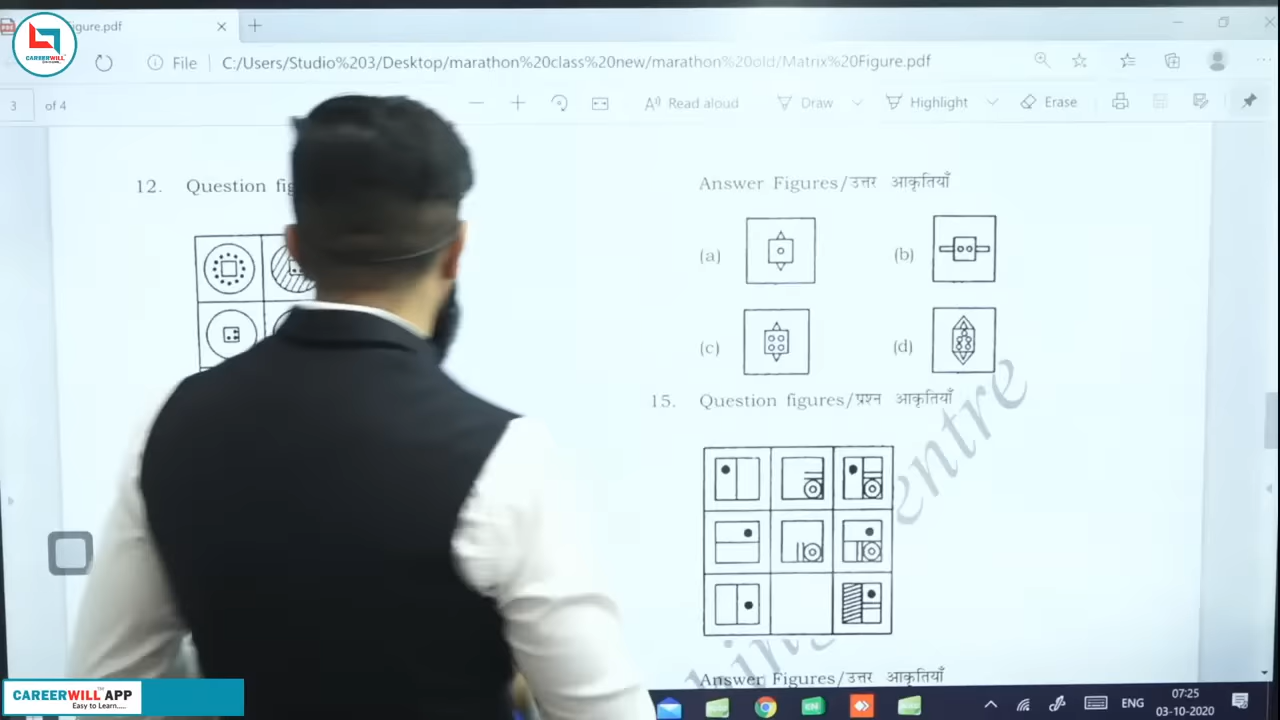 Figure.pdf
CAREERWILL
File
C:/Users/Studio%203/Desktop/marathon%20class%20new/marathon%20old/Matrix%20Figure.pdf
3 of 4
Read aloud
Draw
Highlight
Erase
12. Question
Answer Figures/उत्तर आकृतियाँ
(a)
(b)
(c)
(d)
15. Question figures/प्रश्न आकृतियाँ
entre
Answer Figures/उत्तर आकृतियाँ
CAREERWILL APP
Easy to Learn.....
ENG
07:25
03-10-2020